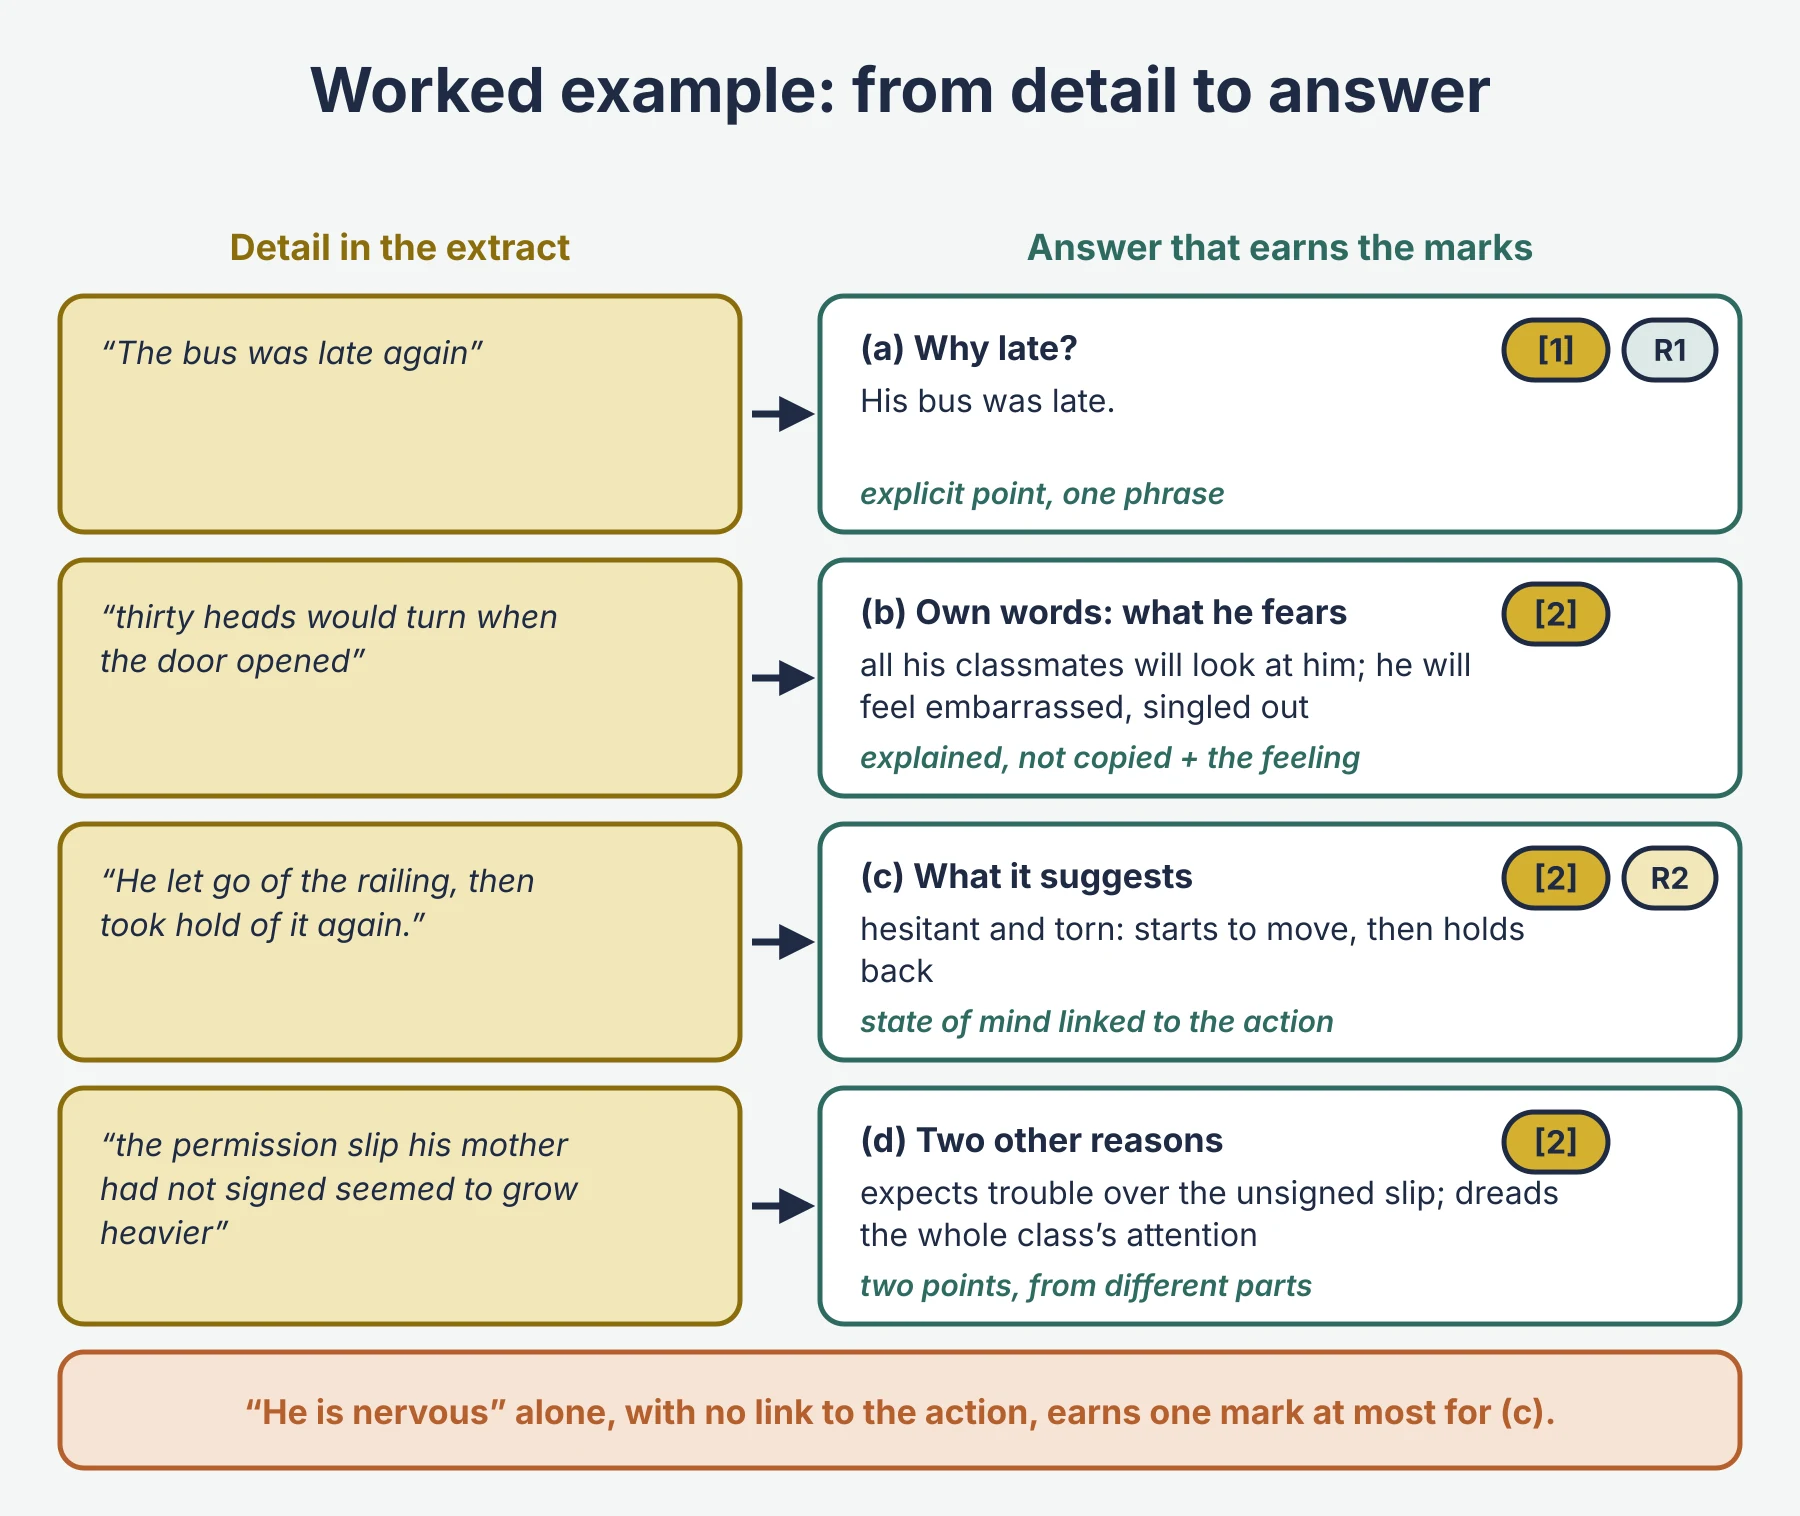 Worked example: from detail to answer
Detail in the extract
Answer that earns the marks
“The bus was late again”
(a) Why late?
[1]
R1
His bus was late.
explicit point, one phrase
“thirty heads would turn when
the door opened”
(b) Own words: what he fears
[2]
all his classmates will look at him; he will
feel embarrassed, singled out
explained, not copied + the feeling
“He let go of the railing, then
took hold of it again.”
(c) What it suggests
[2]
R2
hesitant and torn: starts to move, then holds
back
state of mind linked to the action
“the permission slip his mother
had not signed seemed to grow
heavier”
(d) Two other reasons
[2]
expects trouble over the unsigned slip; dreads
the whole class’s attention
two points, from different parts
“He is nervous” alone, with no link to the action, earns one mark at most for (c).